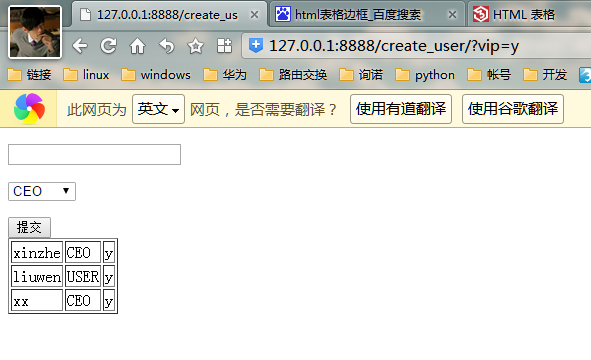 127.0.0.1:8888/create_us
html表格边框_百度搜索
HTML 表格
127.0.0.1:8888/create_user/?vip=y
链接 linux windows 华为 路由交换 询诺 python 帐号 开发
此网页为 英文 网页，是否需要翻译？ 使用有道翻译 使用谷歌翻译
CEO
提交
xinzhe CEO y
liuwen USER y
xx CEO y